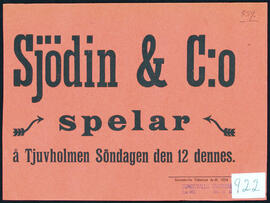 Sjödin & C:o
spelar
å Tjuvholmen Söndagen den 12 dennes.
922